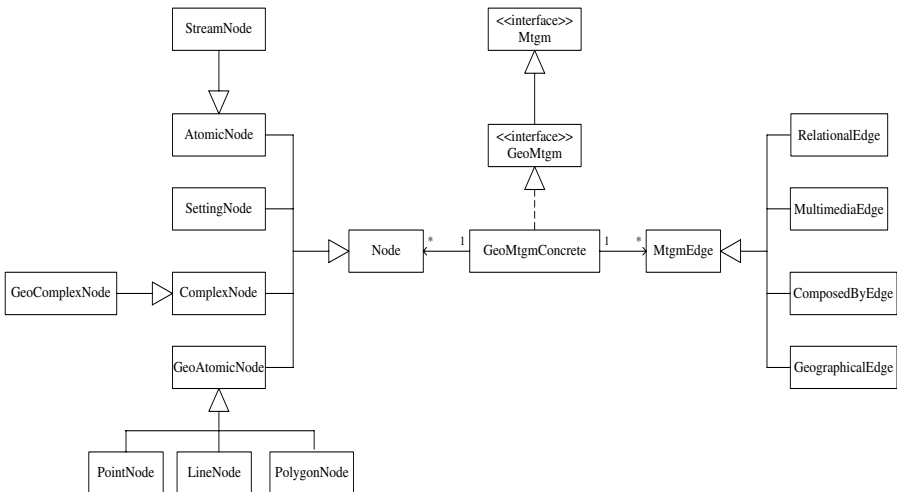 StreamNode
<<interface>>
Mtgm
AtomicNode
<<interface>>
GeoMtgm
RelationalEdge
SettingNode
MultimediaEdge
Node
*
1
GeoMtgmConcrete
1
*
MtgmEdge
GeoComplexNode
ComplexNode
ComposedByEdge
GeoAtomicNode
GeographicalEdge
PointNode
LineNode
PolygonNode